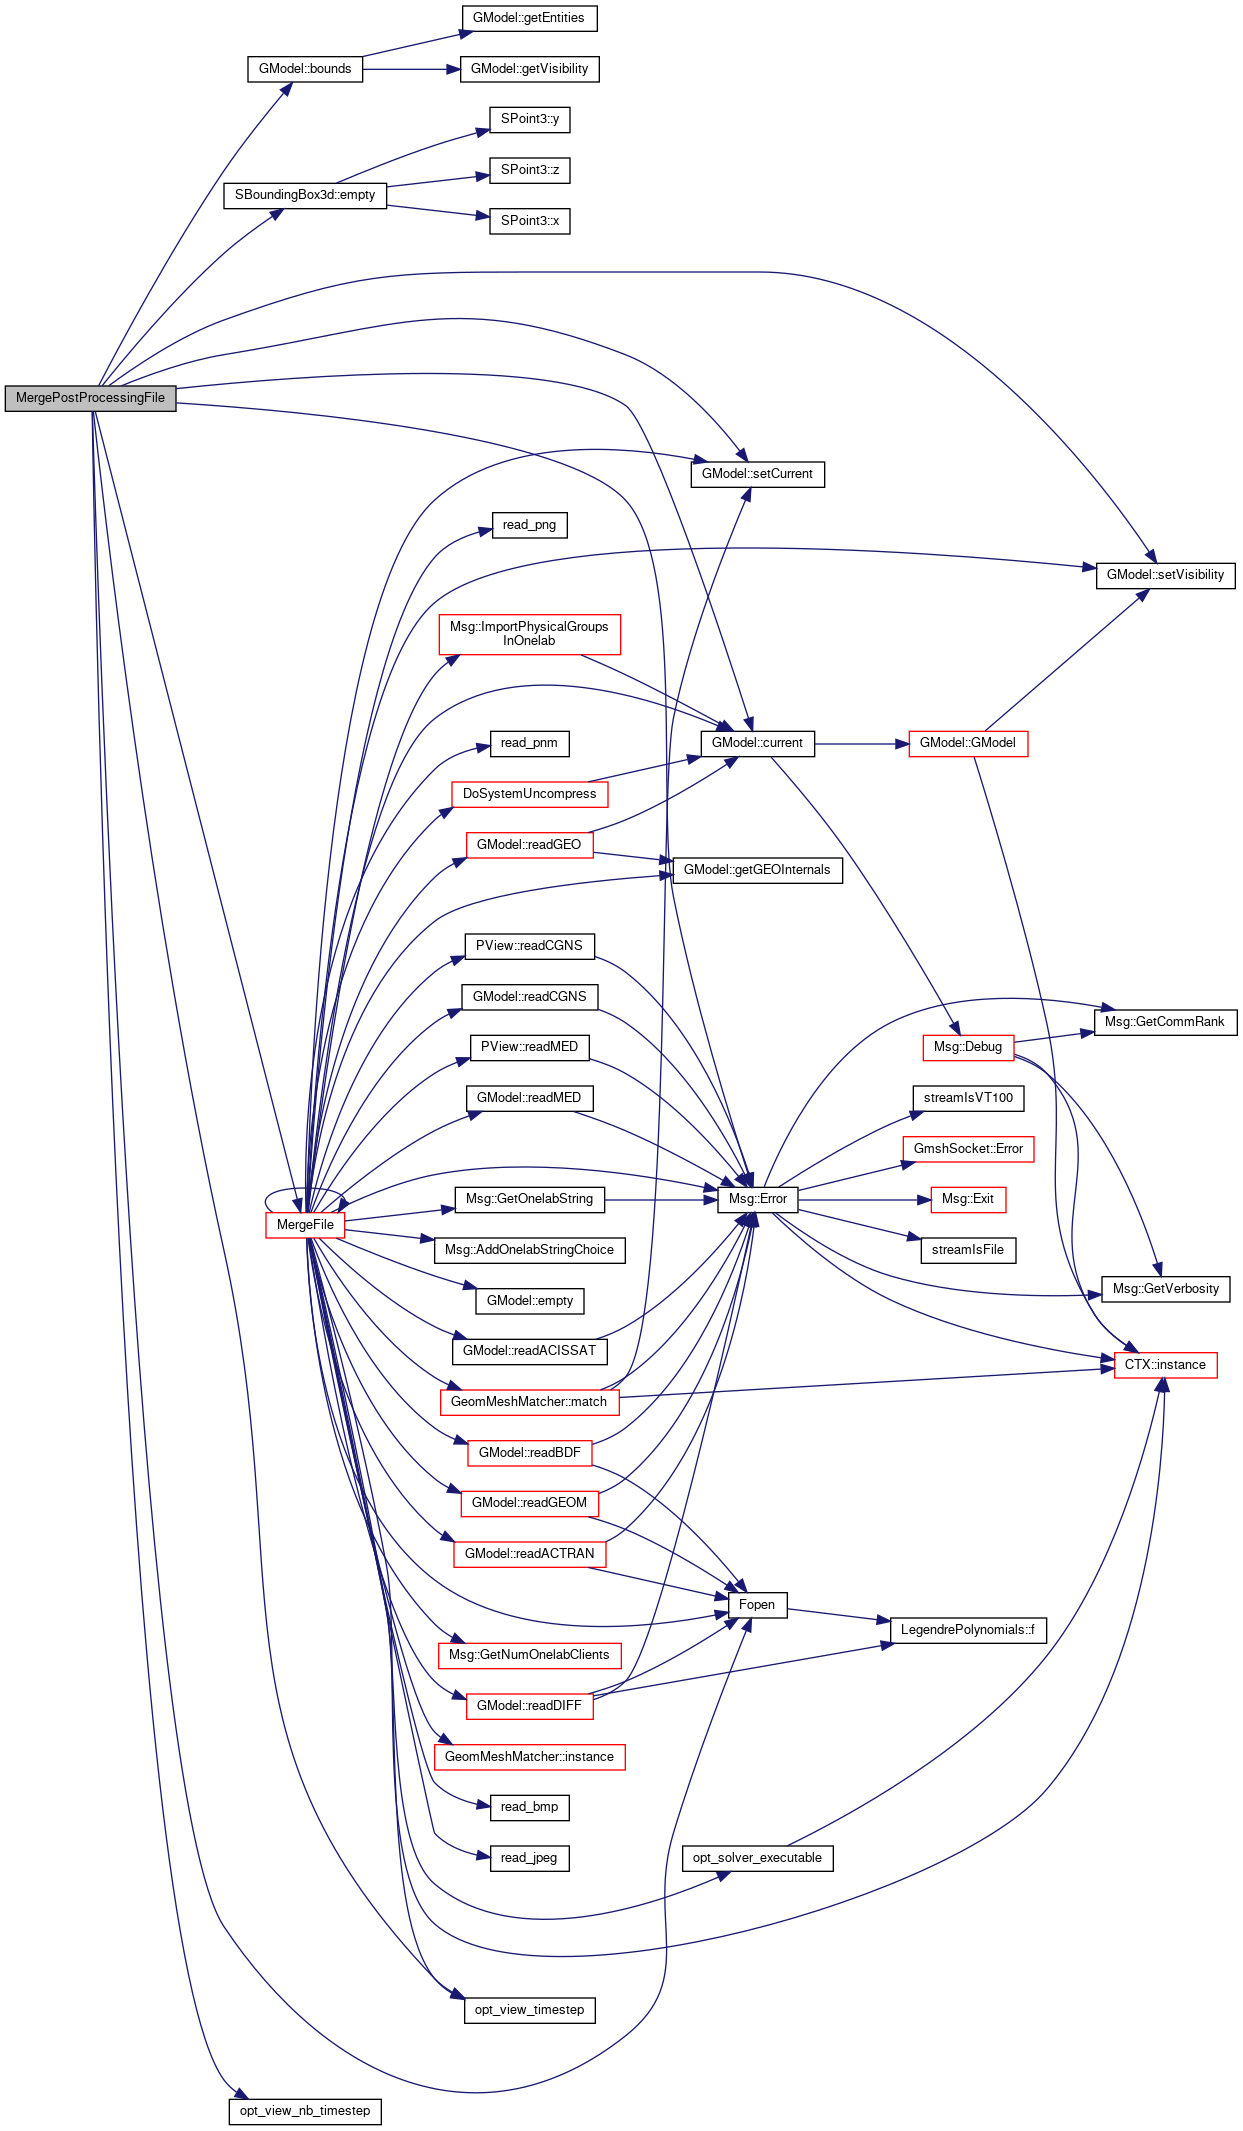 GModel::getEntities
GModel::bounds
GModel::getVisibility
SPoint3::y
SPoint3::z
SBoundingBox3d::empty
SPoint3::x
MergePostProcessingFile
GModel::setCurrent
read_png
GModel::setVisibility
Msg::ImportPhysicalGroups
InOnelab
read_pnm
GModel::current
GModel::GModel
DoSystemUncompress
GModel::readGEO
GModel::getGEOInternals
PView::readCGNS
GModel::readCGNS
Msg::GetCommRank
PView::readMED
Msg::Debug
GModel::readMED
streamIsVT100
GmshSocket::Error
Msg::GetOnelabString
Msg::Error
Msg::Exit
MergeFile
Msg::AddOnelabStringChoice
streamIsFile
Msg::GetVerbosity
GModel::empty
GModel::readACISSAT
CTX::instance
GeomMeshMatcher::match
GModel::readBDF
GModel::readGEOM
GModel::readACTRAN
Fopen
LegendrePolynomials::f
Msg::GetNumOnelabClients
GModel::readDIFF
GeomMeshMatcher::instance
read_bmp
read_jpeg
opt_solver_executable
opt_view_timestep
opt_view_nb_timestep